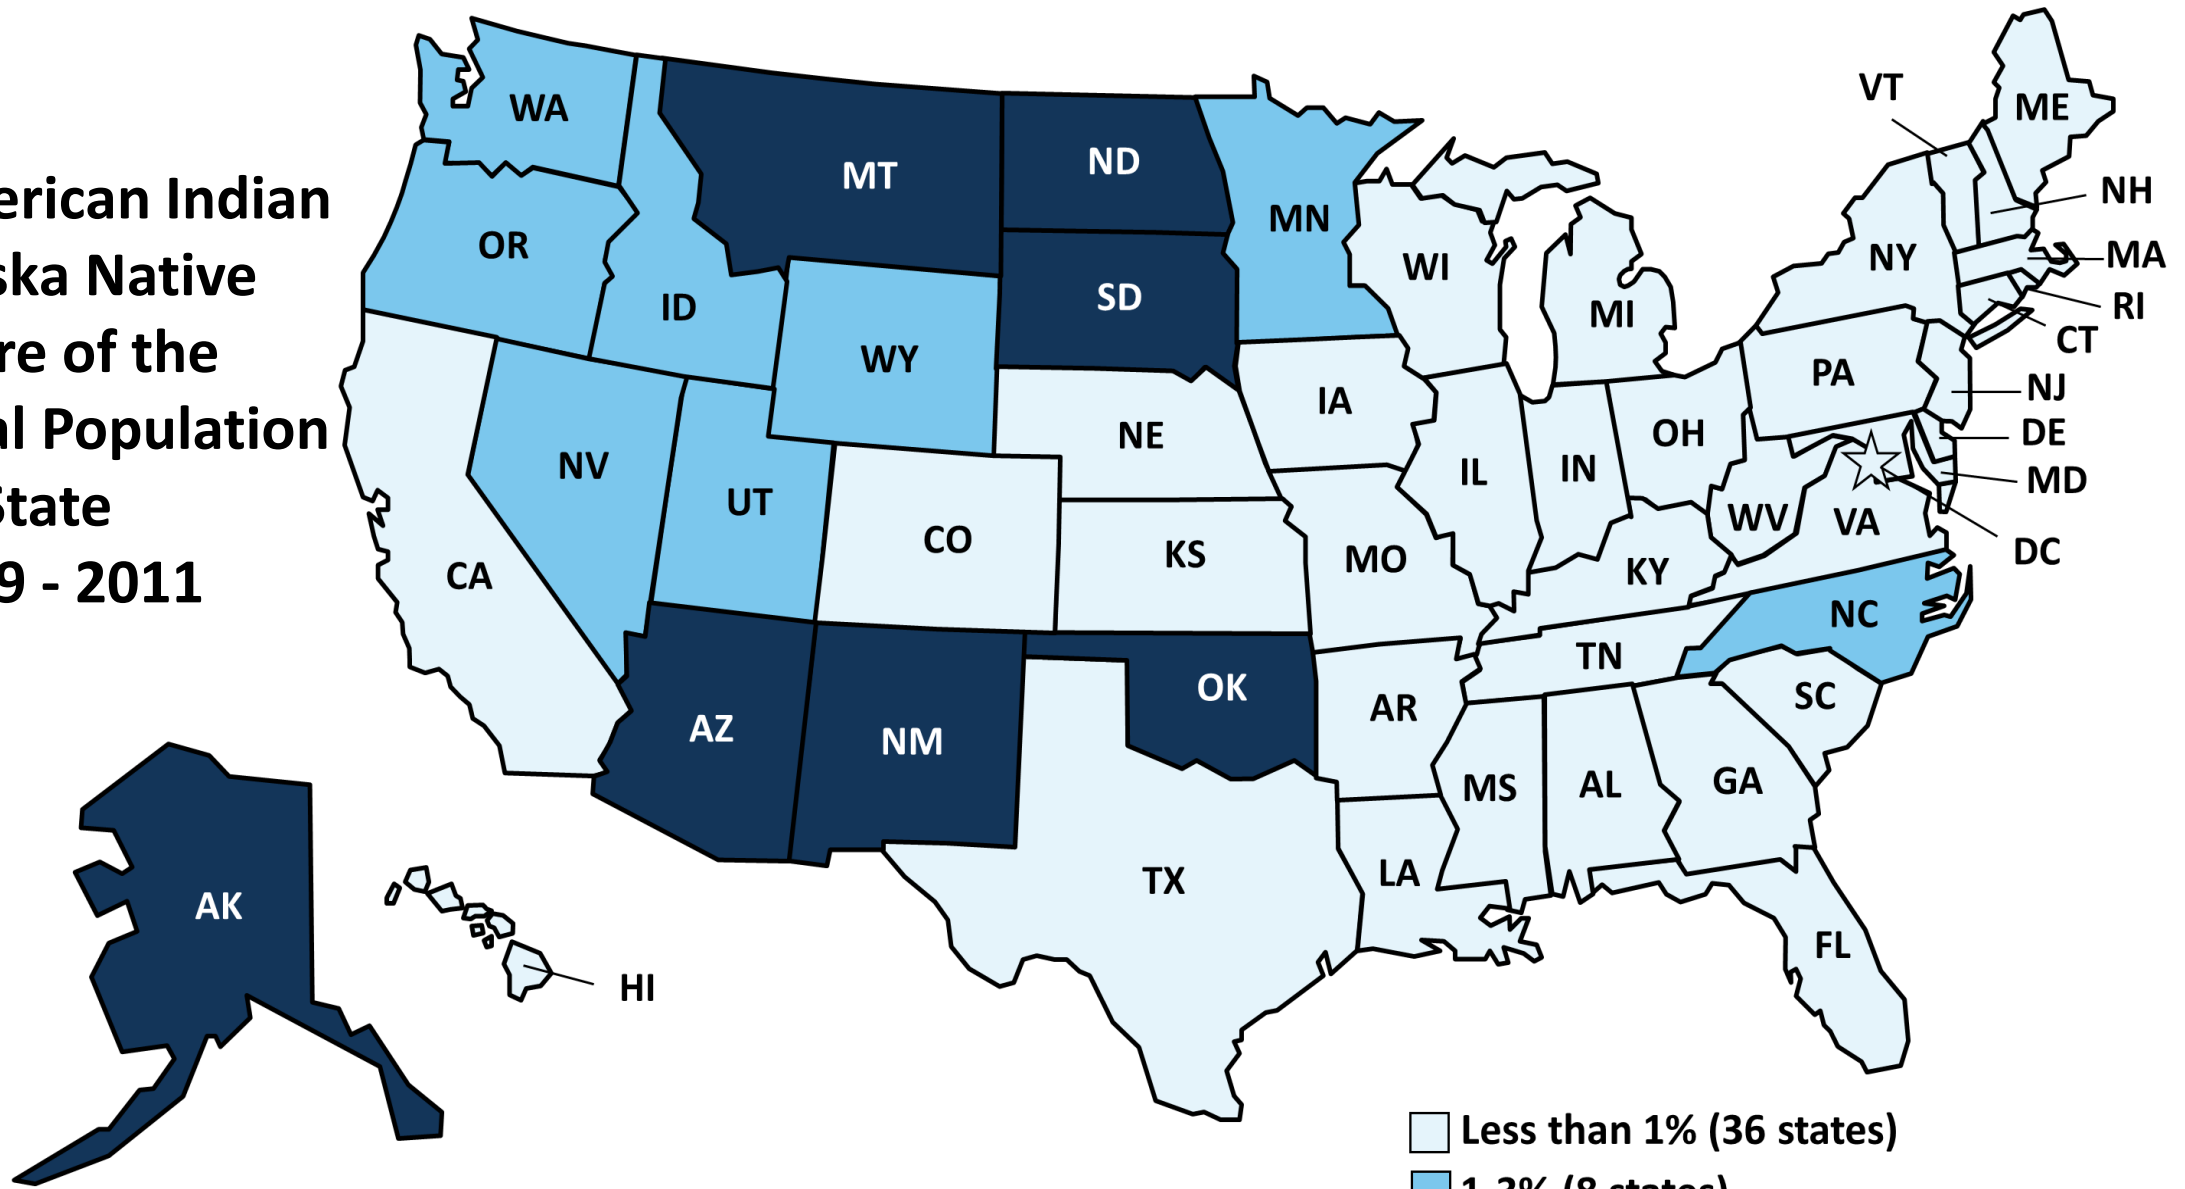 erican Indian
ska Native
re of the
al Population
State
9 - 2011
WA
OR
ID
MT
ND
SD
MN
WY
NV
UT
CO
CA
AZ
NM
NE
KS
OK
TX
IA
MO
AR
LA
WI
IL
MI
IN
OH
KY
TN
MS
AL
GA
FL
SC
NC
VA
WV
PA
NY
VT
ME
NH
MA
RI
CT
NJ
DE
MD
DC
AK
HI
Less than 1% (36 states)
(8 states)